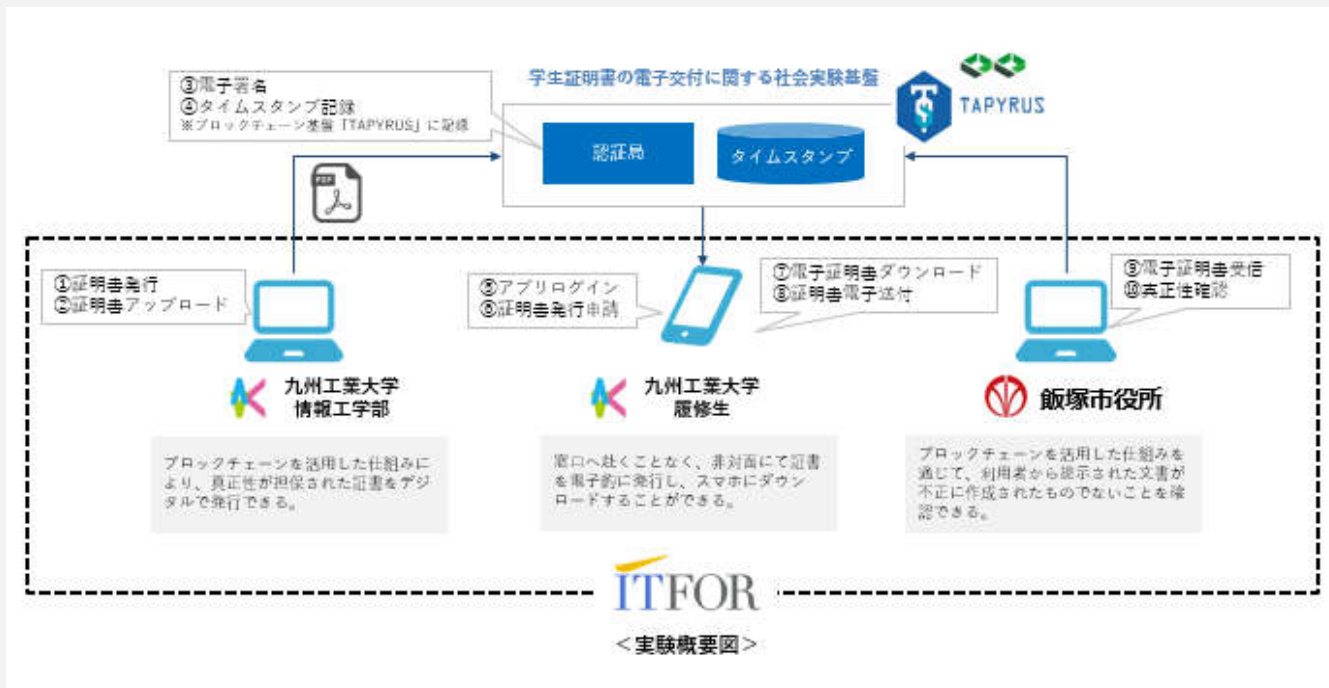 学生証明書の電子交付に関する社会実験基盤
③電子署名
④タイムスタンプ記録
※ブロックチェーン基盤「TAPYRUS」に記録
認証局
タイムスタンプ
TAPYRUS
PDF
①証明書発行
②証明書アップロード
⑤アプリログイン
⑥証明書発行申請
⑦電子証明書ダウンロード
⑧証明書電子送付
⑨電子証明書受信
⑩真正性確認
九州工業大学
情報工学部
九州工業大学
履修生
飯塚市役所
ブロックチェーンを活用した仕組みに
より、真正性が担保された証書をデジ
タルで発行できる。
窓口へ赴くことなく、非対面にて証書
を電子的に発行し、スマホにダウン
ロードすることができる。
ブロックチェーンを活用した仕組みを
通じて、利用者から提示された文書が
不正に作成されたものでないことを確
認できる。
ITFOR
＜実験概要図＞